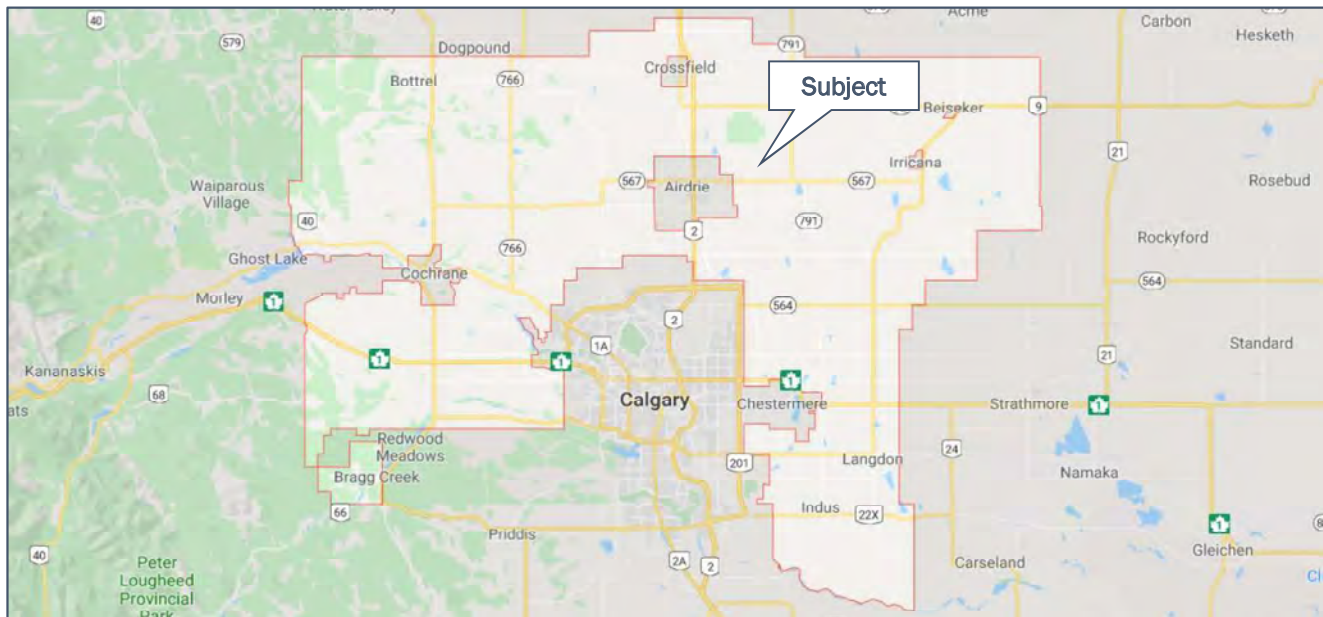 40
579
Dogpound
Bottrel
766
Crossfield
791
Acme
Carbon
Hesketh
Subject
Beiseker
9
21
Irricana
Waiparous
Village
567
Airdrie
567
Rosebud
40
766
2
791
Rockyford
Ghost Lake
Cochrane
Morley
1
564
564
2
1A
Standard
Kananaskis
1
1
1
21
68
Calgary
Chestermere
Strathmore
1
Redwood
Meadows
Bragg Creek
201
Langdon
24
Namaka
66
Indus
22X
1
Priddis
Gleichen
40
Peter
Lougheed
Provincial
Park
2A
2
Carseland